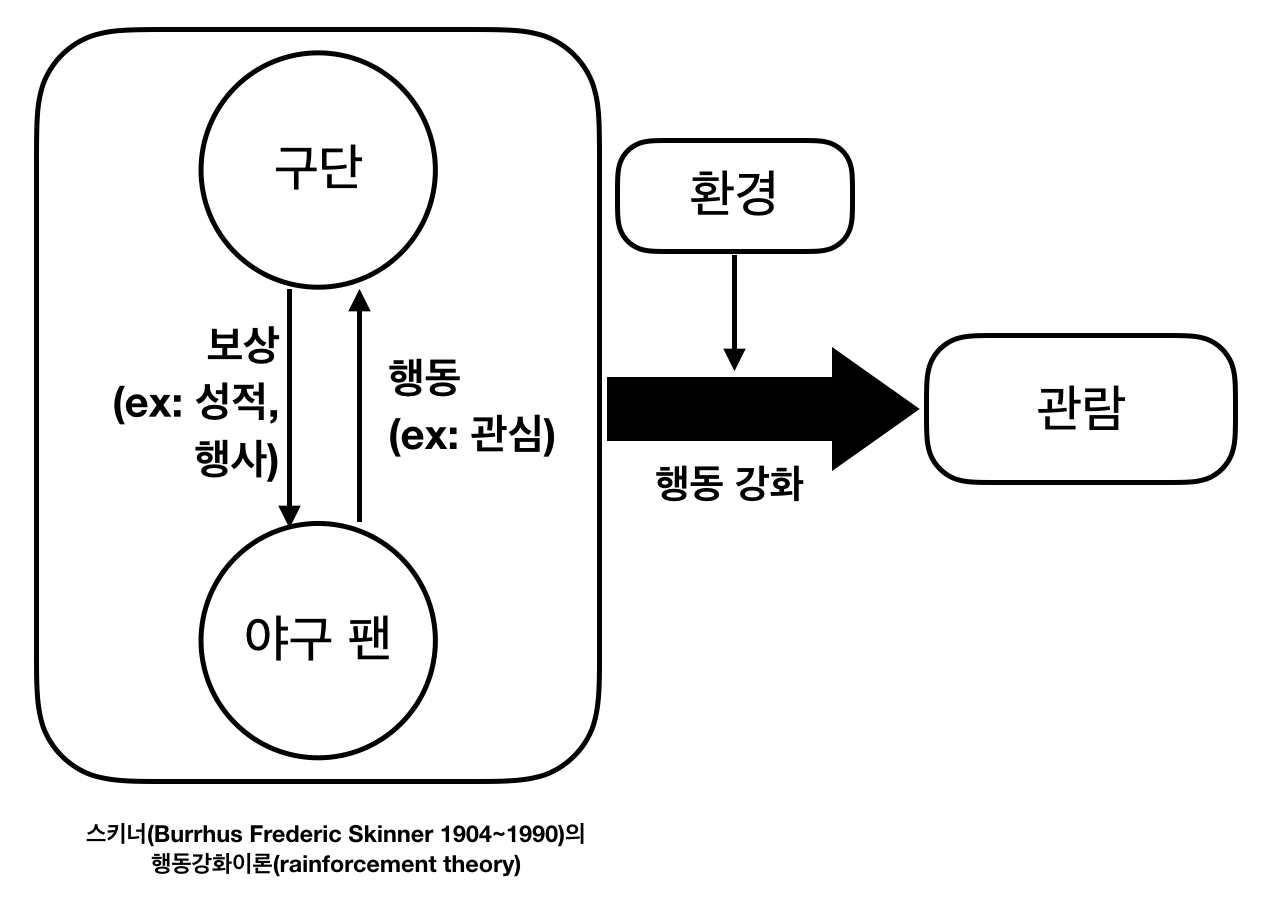 구단
보상
(ex: 성적,
행사)
행동
(ex: 관심)
야구 팬
환경
행동 강화
관람
스키너(Burrhus Frederic Skinner 1904~1990)의
행동강화이론(rainforcement theory)